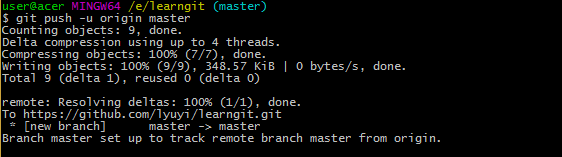 user@acer MINGW64 /e/learngit (master)
$ git push -u origin master
Counting objects: 9, done.
Delta compression using up to 4 threads.
Compressing objects: 100% (7/7), done.
Writing objects: 100% (9/9), 348.57 KiB | 0 bytes/s, done.
Total 9 (delta 1), reused 0 (delta 0)

remote: Resolving deltas: 100% (1/1), done.
To https://github.com/lyuyi/learngit.git
 * [new branch]      master -> master
Branch master set up to track remote branch master from origin.